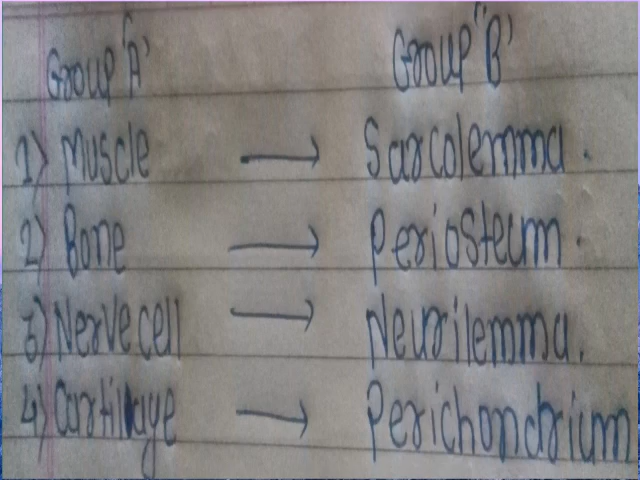 Group 'A' Group 'B'
1) Muscle → Sarcolemma.
2) Bone → Periosteum.
3) Nerve cell → Neurilemma.
4) Cartilage → Perichondrium